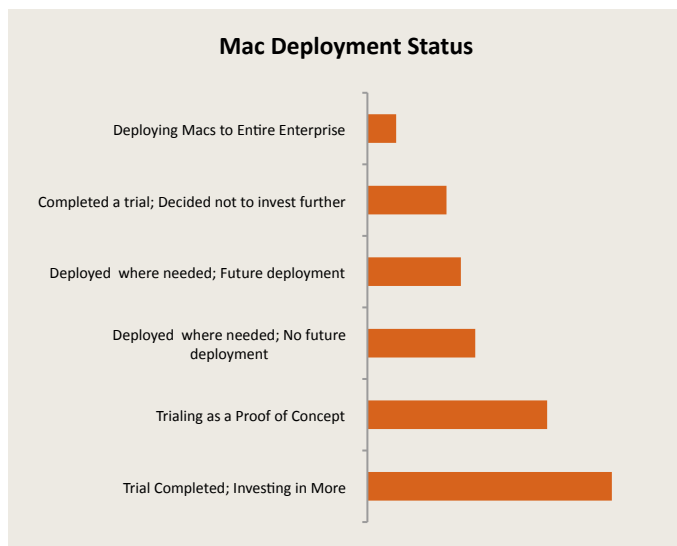 Mac Deployment Status
Deploying Macs to Entire Enterprise
Completed a trial; Decided not to invest further
Deployed where needed; Future deployment
Deployed where needed; No future
deployment
Trialing as a Proof of Concept
Trial Completed; Investing in More